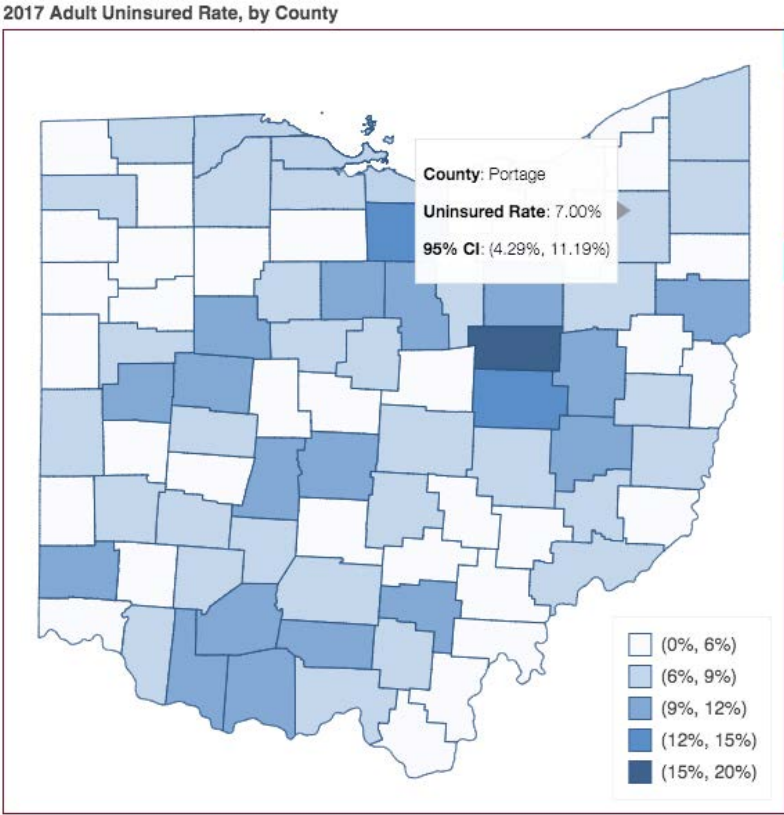 2017 Adult Uninsured Rate, by County
County: Portage
Uninsured Rate: 7.00%
95% CI: (4.29%, 11.19%)
(0%, 6%)
(6%, 9%)
(9%, 12%)
(12%, 15%)
(15%, 20%)